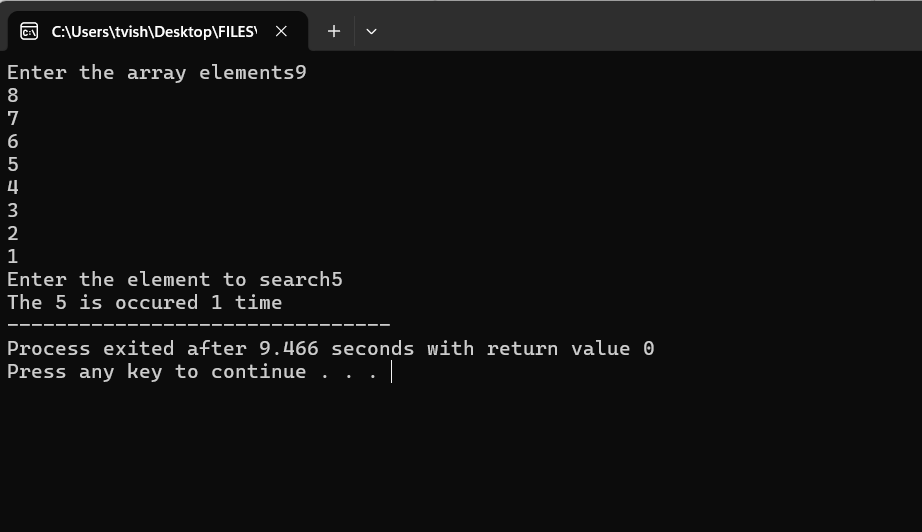 C:\Users\tvish\Desktop\FILES\
Enter the array elements9
8
7
6
5
4
3
2
1
Enter the element to search5
The 5 is occured 1 time
--------------------------------
Process exited after 9.466 seconds with return value 0
Press any key to continue . . .